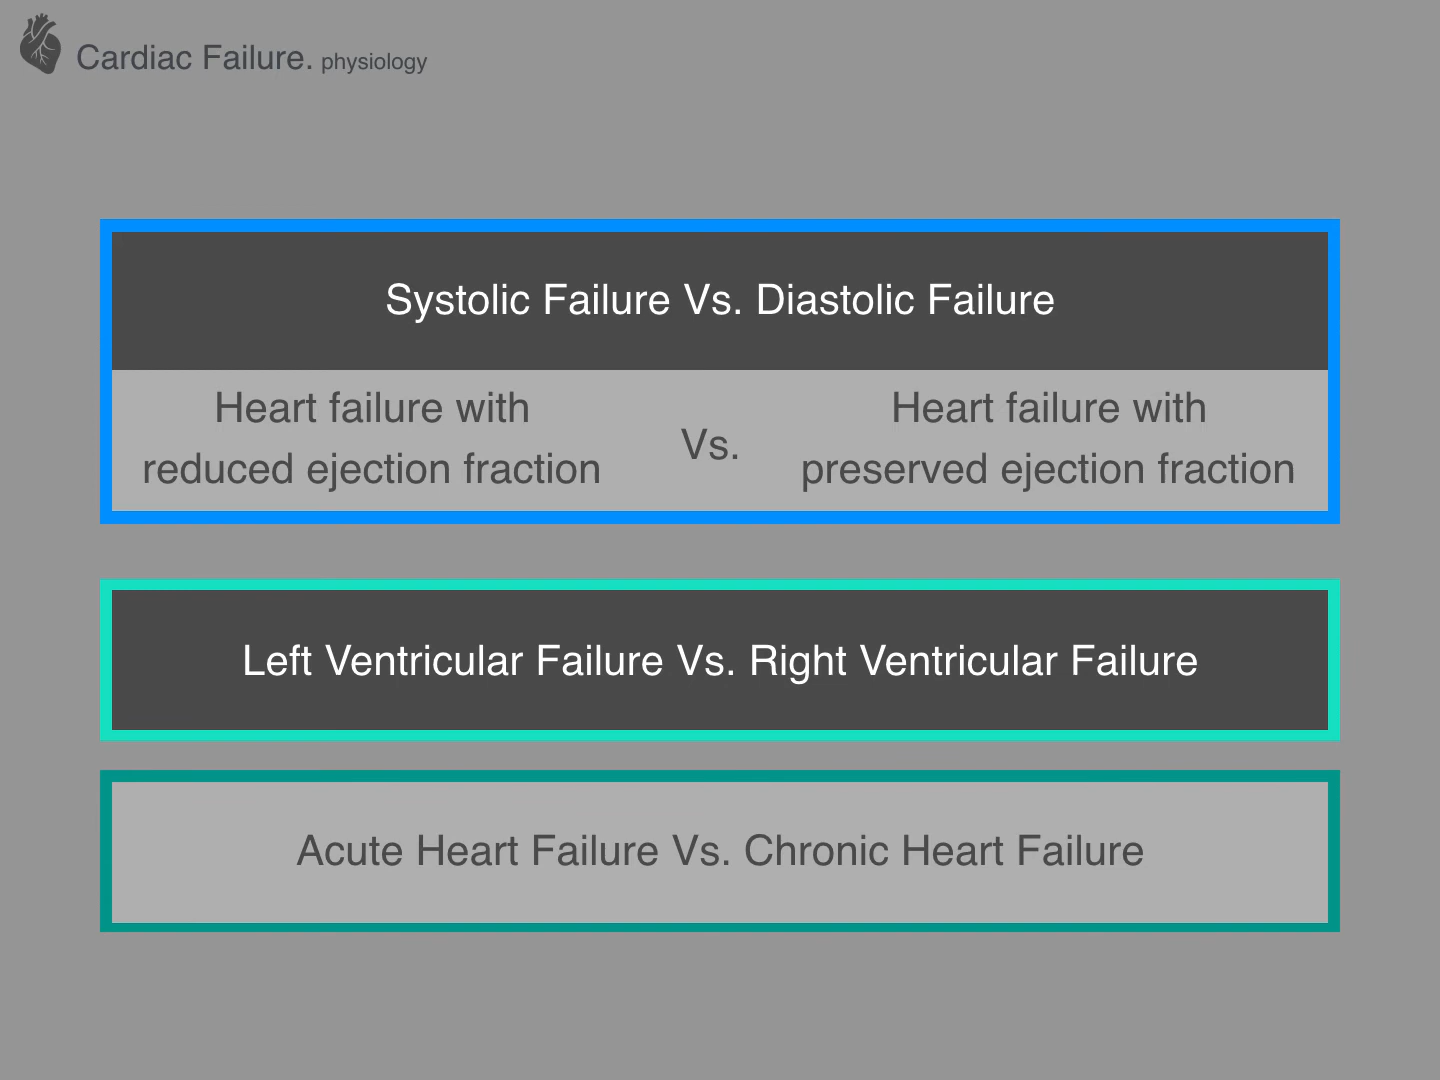 Cardiac Failure. physiology
Systolic Failure Vs. Diastolic Failure
Heart failure with
reduced ejection fraction
Vs.
Heart failure with
preserved ejection fraction
Left Ventricular Failure Vs. Right Ventricular Failure
Acute Heart Failure Vs. Chronic Heart Failure